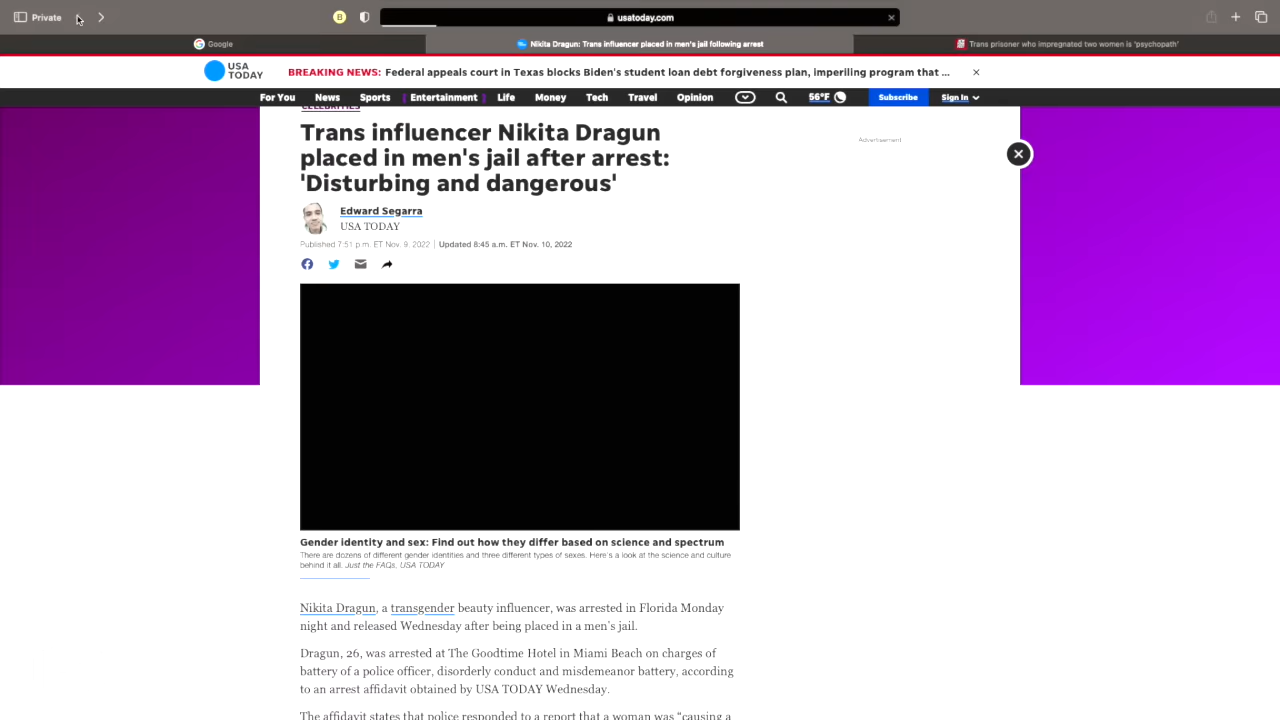 Private
B
usatoday.com
Google
Nikita Dragun: Trans influencer placed in men's jail following arrest
Trans prisoner who impregnated two women is 'psychopath'
USA
TODAY
BREAKING NEWS: Federal appeals court in Texas blocks Biden's student loan debt forgiveness plan, imperiling program that ...
For You News Sports Entertainment Life Money Tech Travel Opinion 56°F Subscribe Sign In
CELEBRITIES
Trans influencer Nikita Dragun
placed in men's jail after arrest:
'Disturbing and dangerous'
Advertisement
Edward Segarra
USA TODAY
Published 7:51 p.m. ET Nov. 9, 2022 | Updated 8:45 a.m. ET Nov. 10, 2022
Gender identity and sex: Find out how they differ based on science and spectrum
There are dozens of different gender identities and three different types of sexes. Here's a look at the science and culture
behind it all. Just the FAQs, USA TODAY
Nikita Dragun, a transgender beauty influencer, was arrested in Florida Monday
night and released Wednesday after being placed in a men's jail.
Dragun, 26, was arrested at The Goodtime Hotel in Miami Beach on charges of
battery of a police officer, disorderly conduct and misdemeanor battery, according
to an arrest affidavit obtained by USA TODAY Wednesday.
The affidavit states that police responded to a report that a woman was "causing a